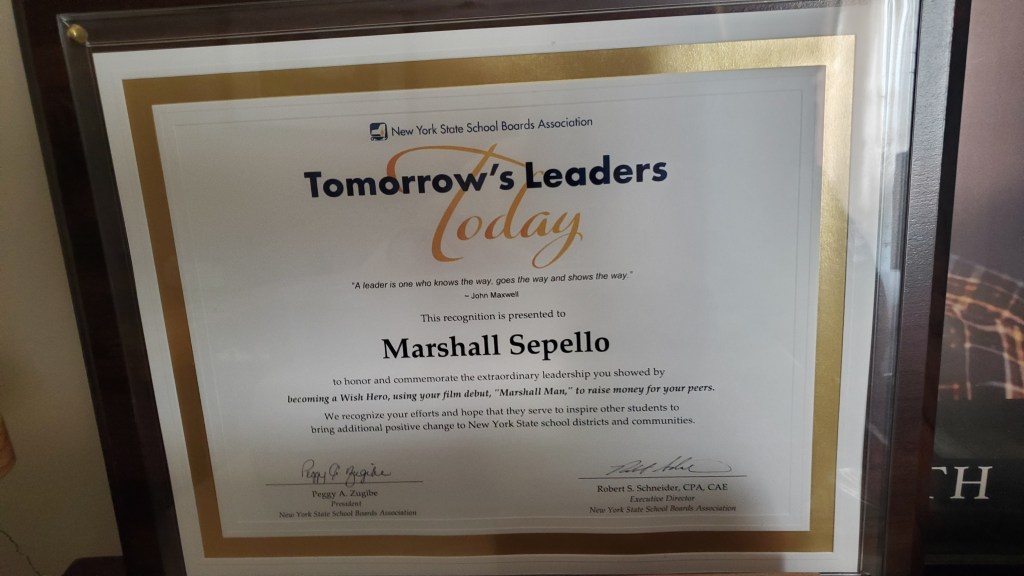 New York State School Boards Association
Tomorrow's Leaders
Today
"A leader is one who knows the way, goes the way and shows the way."
~ John Maxwell
This recognition is presented to
Marshall Sepello
to honor and commemorate the extraordinary leadership you showed by
becoming a Wish Hero, using your film debut, "Marshall Man," to raise money for your peers.
We recognize your efforts and hope that they serve to inspire other students to
bring additional positive change to New York State school districts and communities.
Peggy A. Zugibe
Peggy A. Zugibe
President
New York State School Boards Association
Robert S. Schneider, CPA, CAE
Executive Director
New York State School Boards Association
TH